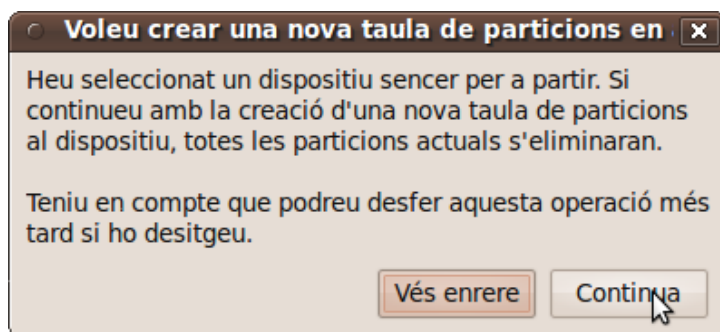 Voleu crear una nova taula de particions en
Heu seleccionat un dispositiu sencer per a partir. Si
continueu amb la creació d'una nova taula de particions
al dispositiu, totes les particions actuals s'eliminaran.
Teniu en compte que podreu desfer aquesta operació més
tard si ho desitgeu.
Vés enrere
Continua